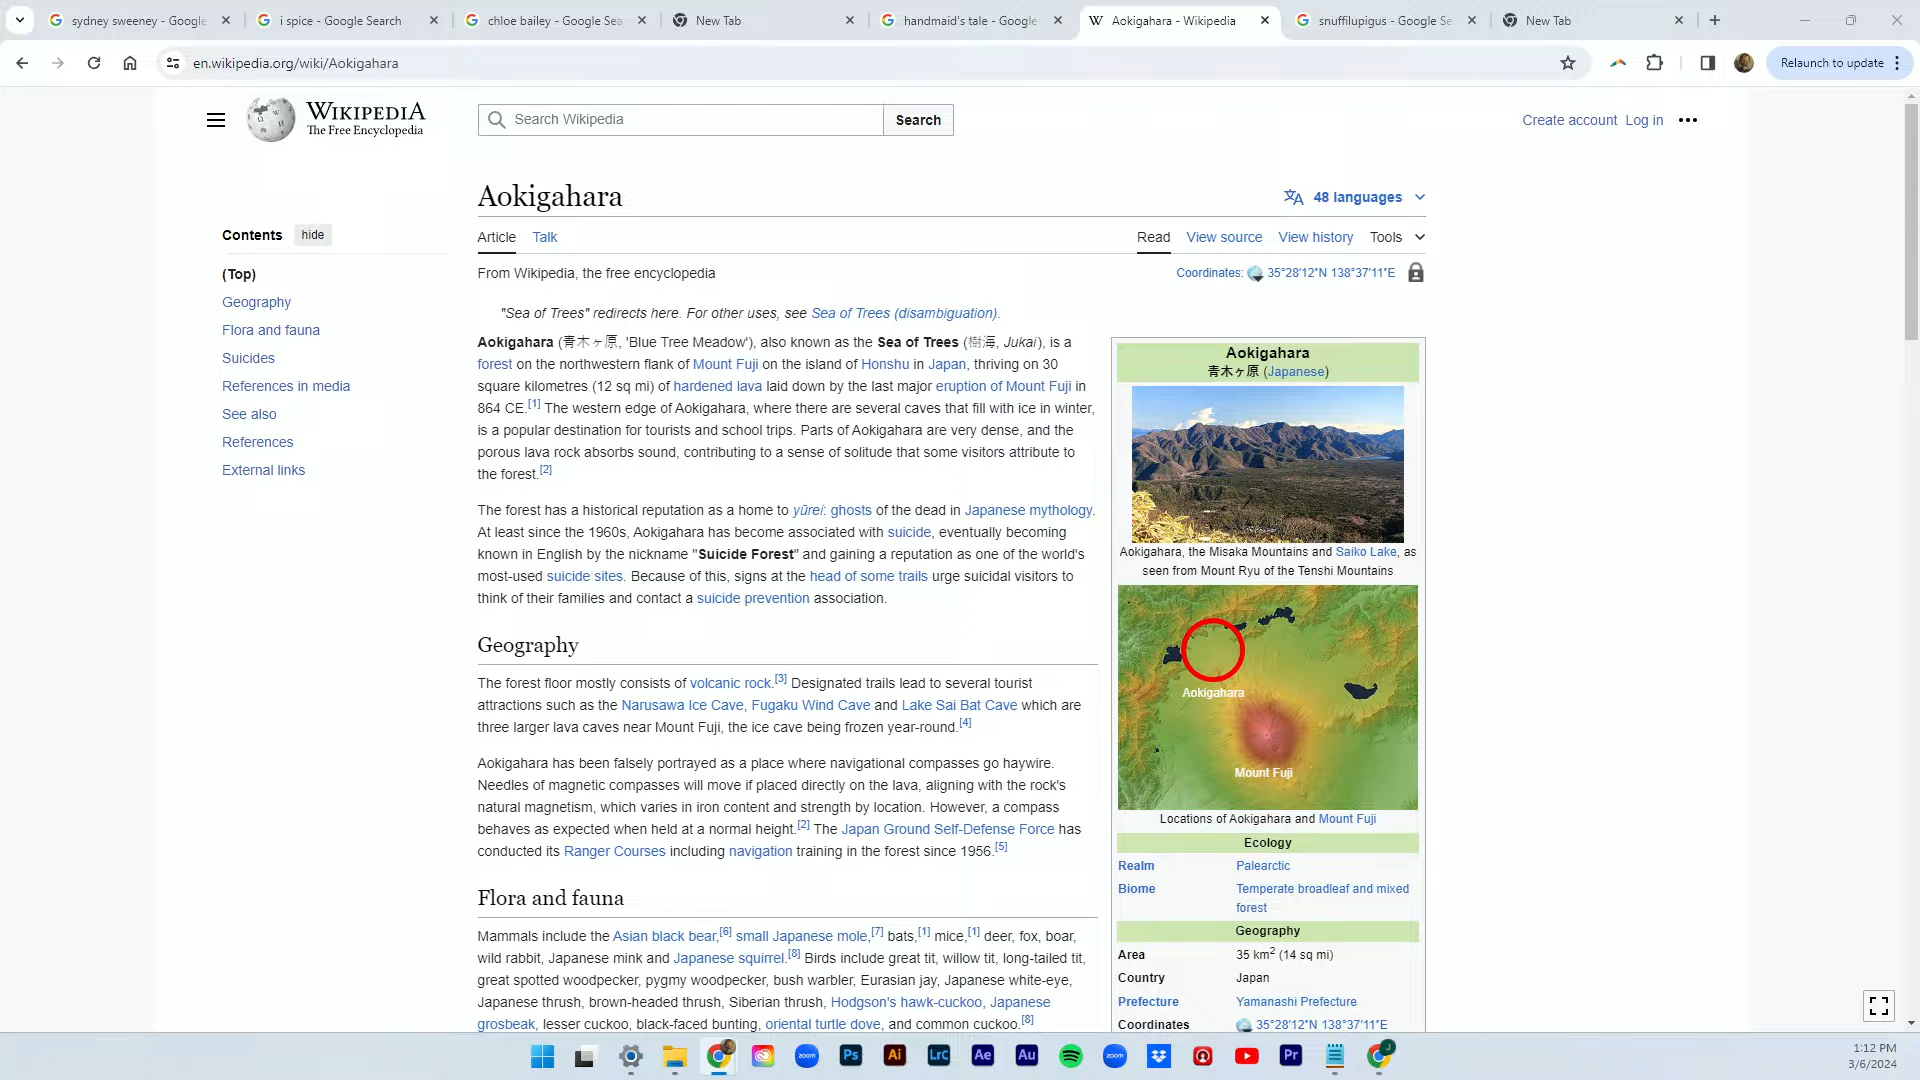 sydney sweeney - Google
i spice - Google Search
chloe bailey - Google Sea
New Tab
handmaid's tale - Google
Aokigahara - Wikipedia
snuffilupigus - Google Se
New Tab
en.wikipedia.org/wiki/Aokigahara
Relaunch to update
WIKIPEDIA
The Free Encyclopedia
Search Wikipedia
Search
Create account Log in
Aokigahara
48 languages
Contents hide
(Top)
Geography
Flora and fauna
Suicides
References in media
See also
References
External links
Article Talk
Read View source View history Tools
From Wikipedia, the free encyclopedia
Coordinates: 35°28′12″N 138°37′11″E
"Sea of Trees" redirects here. For other uses, see Sea of Trees (disambiguation).
Aokigahara (青木ヶ原, 'Blue Tree Meadow'), also known as the Sea of Trees (樹海, Jukai), is a
forest on the northwestern flank of Mount Fuji on the island of Honshu in Japan, thriving on 30
square kilometres (12 sq mi) of hardened lava laid down by the last major eruption of Mount Fuji in
864 CE.[1] The western edge of Aokigahara, where there are several caves that fill with ice in winter,
is a popular destination for tourists and school trips. Parts of Aokigahara are very dense, and the
porous lava rock absorbs sound, contributing to a sense of solitude that some visitors attribute to
the forest.[2]
The forest has a historical reputation as a home to yūrei: ghosts of the dead in Japanese mythology.
At least since the 1960s, Aokigahara has become associated with suicide, eventually becoming
known in English by the nickname "Suicide Forest" and gaining a reputation as one of the world's
most-used suicide sites. Because of this, signs at the head of some trails urge suicidal visitors to
think of their families and contact a suicide prevention association.
Geography
The forest floor mostly consists of volcanic rock.[3] Designated trails lead to several tourist
attractions such as the Narusawa Ice Cave, Fugaku Wind Cave and Lake Sai Bat Cave which are
three larger lava caves near Mount Fuji, the ice cave being frozen year-round.[4]
Aokigahara has been falsely portrayed as a place where navigational compasses go haywire.
Needles of magnetic compasses will move if placed directly on the lava, aligning with the rock's
natural magnetism, which varies in iron content and strength by location. However, a compass
behaves as expected when held at a normal height.[2] The Japan Ground Self-Defense Force has
conducted its Ranger Courses including navigation training in the forest since 1956.[5]
Flora and fauna
Mammals include the Asian black bear,[6] small Japanese mole,[7] bats,[1] mice,[1] deer, fox, boar,
wild rabbit, Japanese mink and Japanese squirrel.[8] Birds include great tit, willow tit, long-tailed tit,
great spotted woodpecker, pygmy woodpecker, bush warbler, Eurasian jay, Japanese white-eye,
Japanese thrush, brown-headed thrush, Siberian thrush, Hodgson's hawk-cuckoo, Japanese
grosbeak, lesser cuckoo, black-faced bunting, oriental turtle dove, and common cuckoo.[8]
Aokigahara
青木ヶ原 (Japanese)
Aokigahara, the Misaka Mountains and Saiko Lake, as
seen from Mount Ryu of the Tenshi Mountains
Aokigahara
Mount Fuji
Locations of Aokigahara and Mount Fuji
Ecology
Realm Palearctic
Biome Temperate broadleaf and mixed
forest
Geography
Area 35 km2 (14 sq mi)
Country Japan
Prefecture Yamanashi Prefecture
Coordinates 35°28′12″N 138°37′11″E
zoom Ps Ai LrC Ae Au zoom Pr J
1:12 PM
3/6/2024